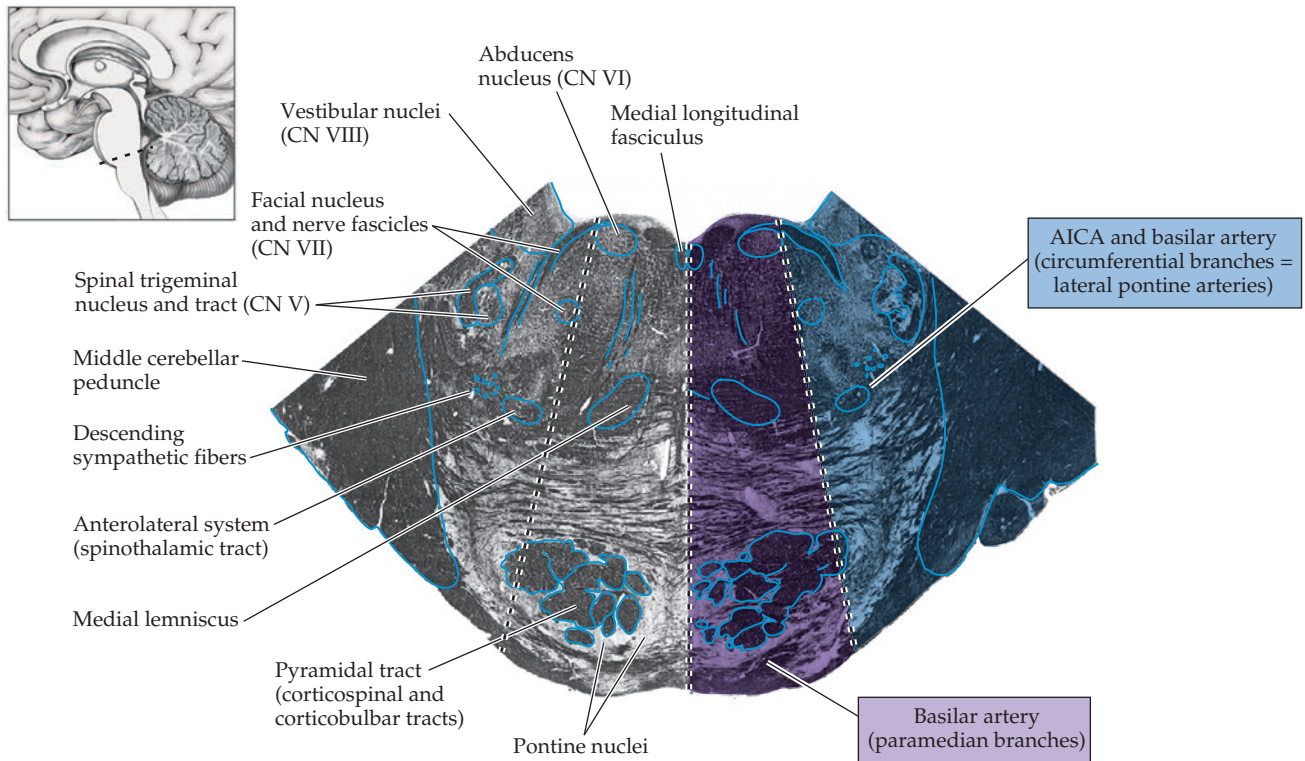 Abducens
nucleus (CN VI)
Vestibular nuclei
(CN VIII)
Medial longitudinal
fasciculus
Facial nucleus
and nerve fascicles
(CN VII)
AICA and basilar artery
(circumferential branches =
lateral pontine arteries)
Spinal trigeminal
nucleus and tract (CN V)
Middle cerebellar
peduncle
Descending
sympathetic fibers
Anterolateral system
(spinothalamic tract)
Medial lemniscus
Pyramidal tract
(corticospinal and
corticobulbar tracts)
Pontine nuclei
Basilar artery
(paramedian branches)